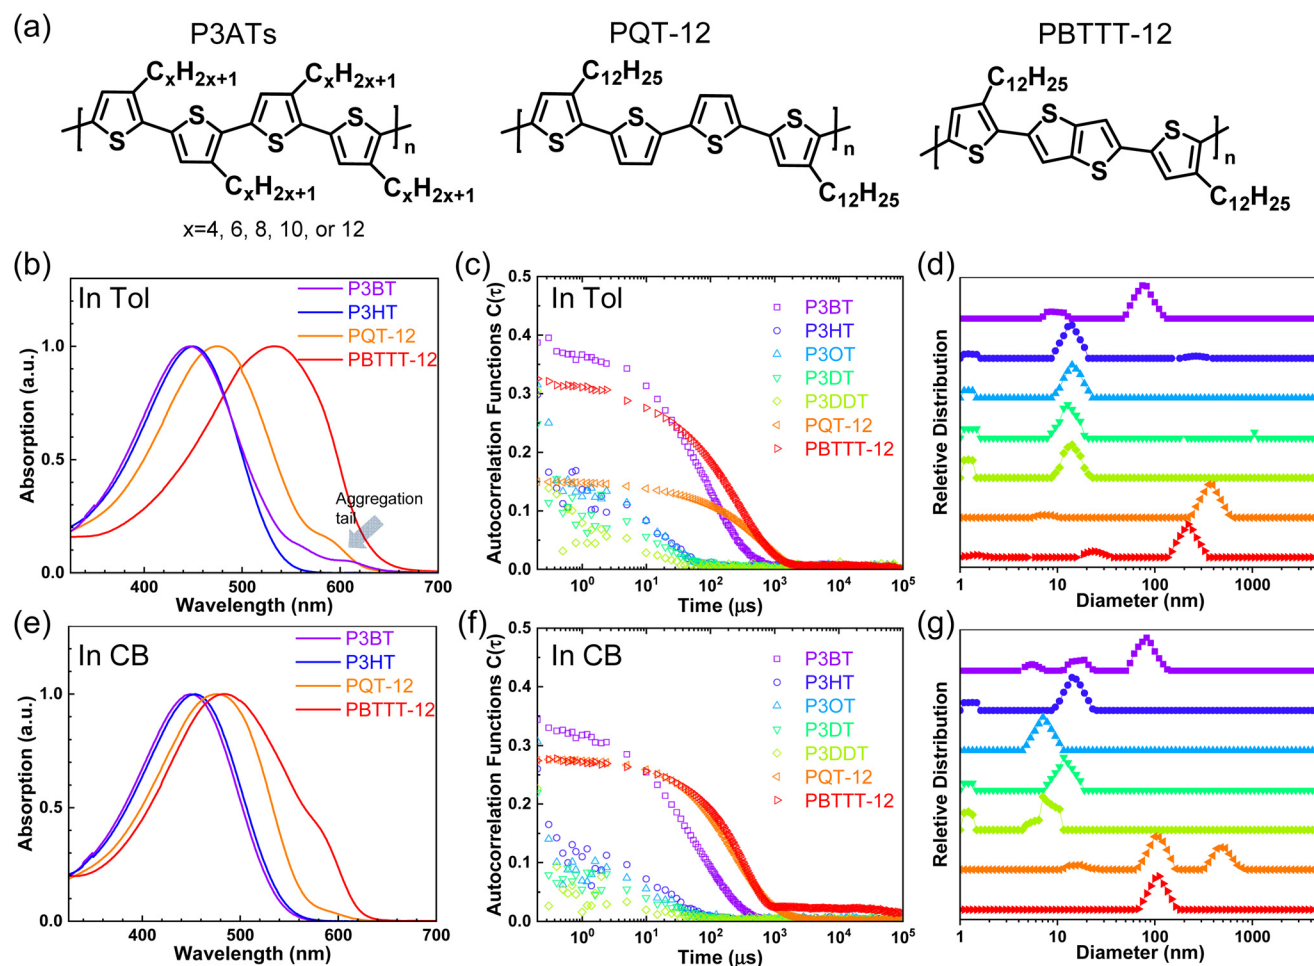 (a)
P3ATs
PQT-12
PBTTT-12
CxH2x+1
CxH2x+1
C12H25
C12H25
S
S
S
S
n
S
S
S
S
n
S
S
S
S
n
CxH2x+1
CxH2x+1
C12H25
C12H25
x=4, 6, 8, 10, or 12
(b)
In Tol
P3BT
P3HT
PQT-12
PBTTT-12
Aggregation
tail
1.0
0.5
0.0
400
500
600
700
Absorption (a.u.)
Wavelength (nm)
(c)
In Tol
P3BT
P3HT
P3OT
P3DT
P3DDT
PQT-12
PBTTT-12
0.5
0.4
0.3
0.2
0.1
0.0
10^0
10^1
10^2
10^3
10^4
10^5
Autocorrelation Functions C(τ)
Time (μs)
(d)
Reletive Distribution
1
10
100
1000
Diameter (nm)
(e)
In CB
P3BT
P3HT
PQT-12
PBTTT-12
1.0
0.5
0.0
400
500
600
700
Absorption (a.u.)
Wavelength (nm)
(f)
In CB
P3BT
P3HT
P3OT
P3DT
P3DDT
PQT-12
PBTTT-12
0.5
0.4
0.3
0.2
0.1
0.0
10^0
10^1
10^2
10^3
10^4
10^5
Autocorrelation Functions C(τ)
Time (μs)
(g)
Reletive Distribution
1
10
100
1000
Diameter (nm)